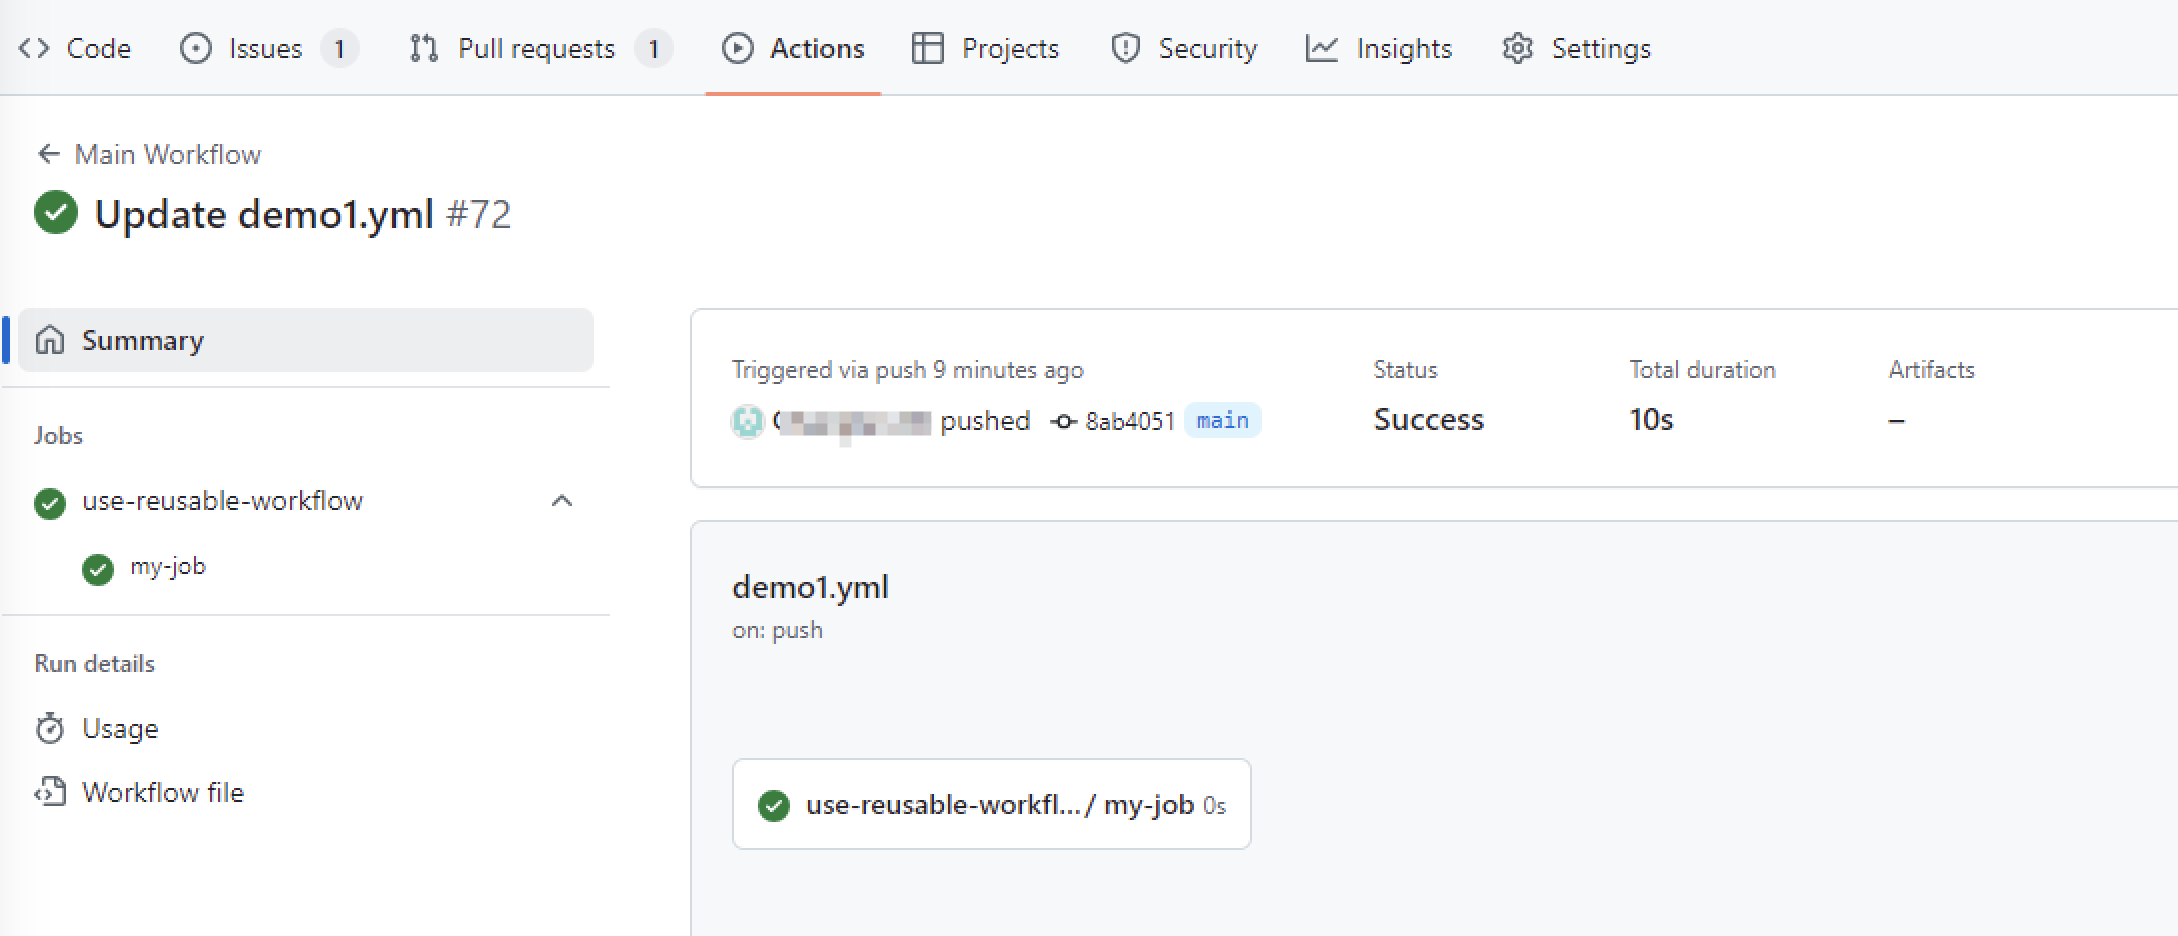 Code Issues 1 Pull requests 1 Actions Projects Security Insights Settings
Main Workflow
Update demo1.yml #72
Summary
Triggered via push 9 minutes ago Status Total duration Artifacts
pushed 8ab4051 main Success 10s –
Jobs
use-reusable-workflow
my-job
demo1.yml
on: push
Run details
Usage
Workflow file
use-reusable-workfl... / my-job 0s